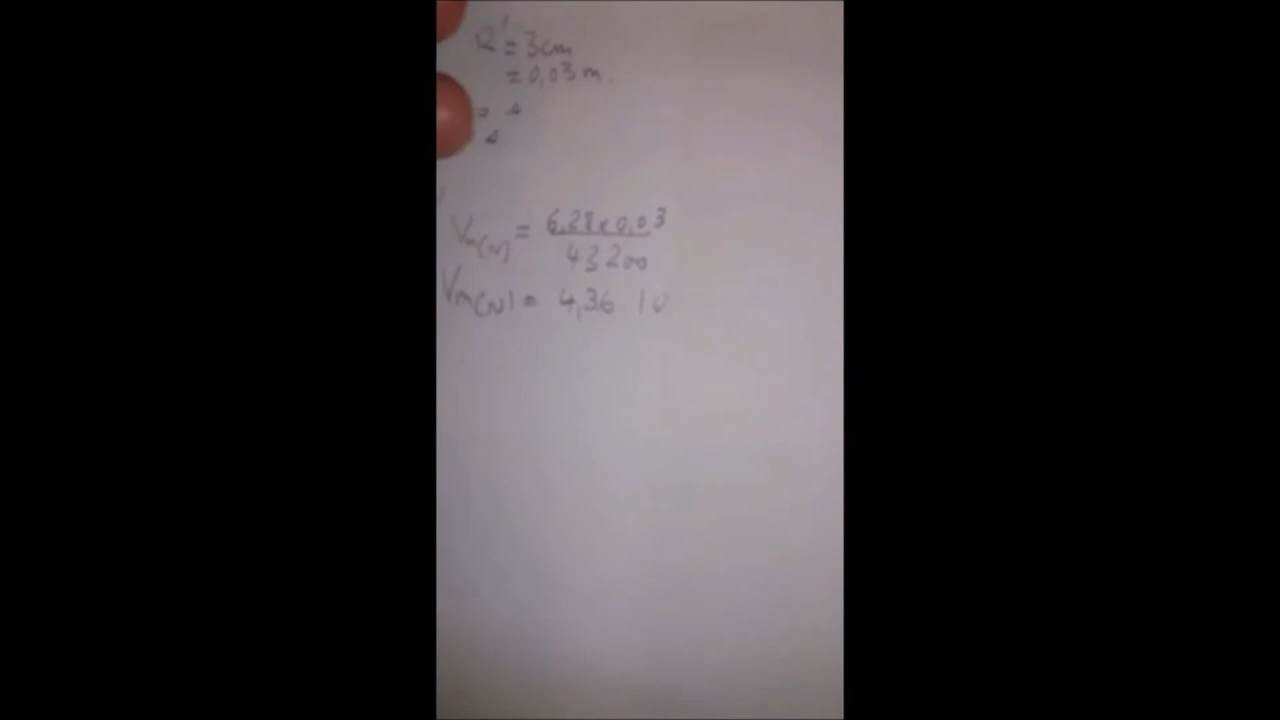 R' = 3cm
= 0,03 m.
Vm(N) = 6,28 x 0,03
43200
Vm(N) = 4,36 10